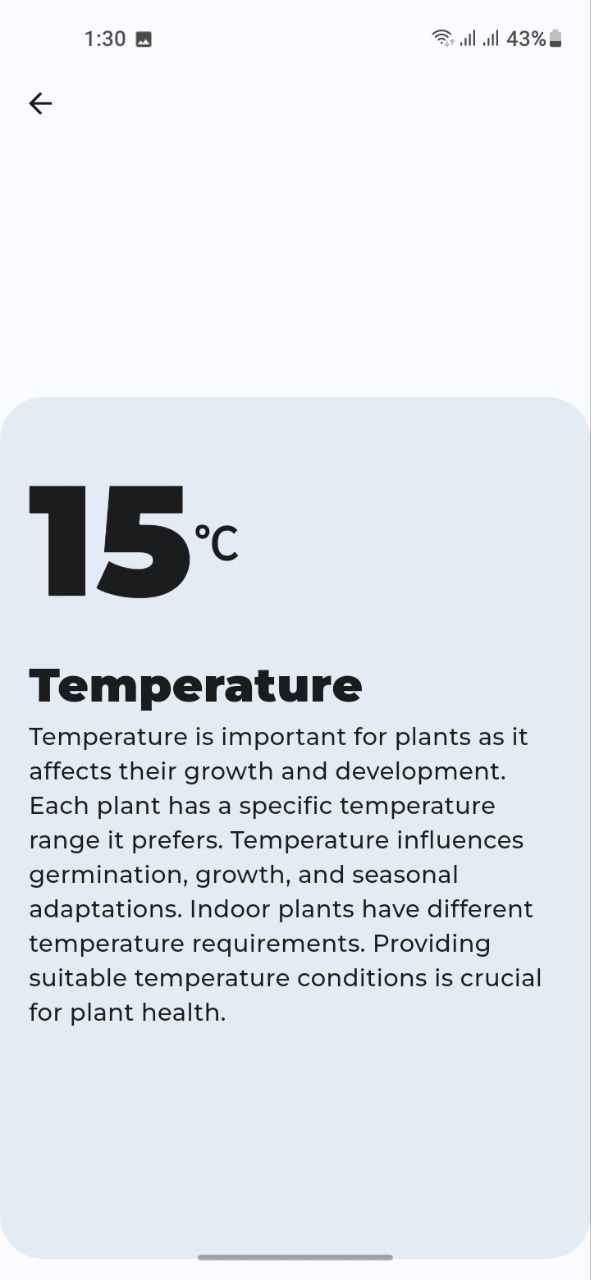 1:30
43%
15°C
Temperature
Temperature is important for plants as it
affects their growth and development.
Each plant has a specific temperature
range it prefers. Temperature influences
germination, growth, and seasonal
adaptations. Indoor plants have different
temperature requirements. Providing
suitable temperature conditions is crucial
for plant health.